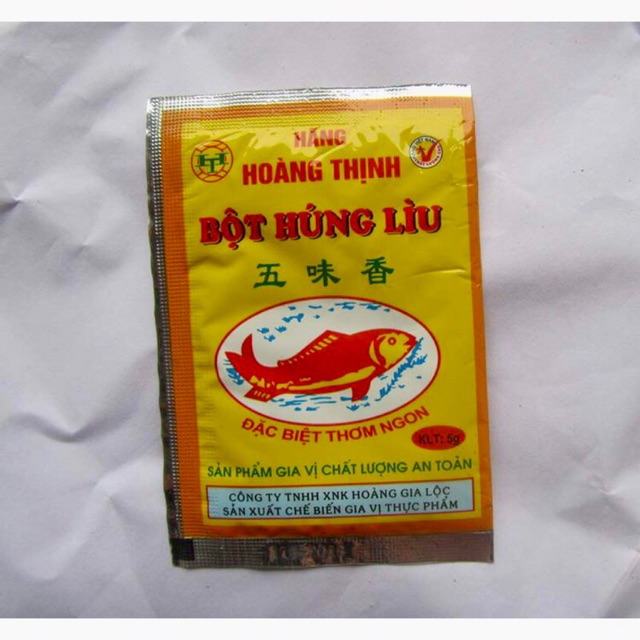 HÃNG
HT
HOÀNG THỊNH
BỘT HÚNG LÌU
五味香
ĐẶC BIỆT THƠM NGON
KLT: 5g
SẢN PHẨM GIA VỊ CHẤT LƯỢNG AN TOÀN
CÔNG TY TNHH XNK HOÀNG GIA LỘC
SẢN XUẤT CHẾ BIẾN GIA VỊ THỰC PHẨM